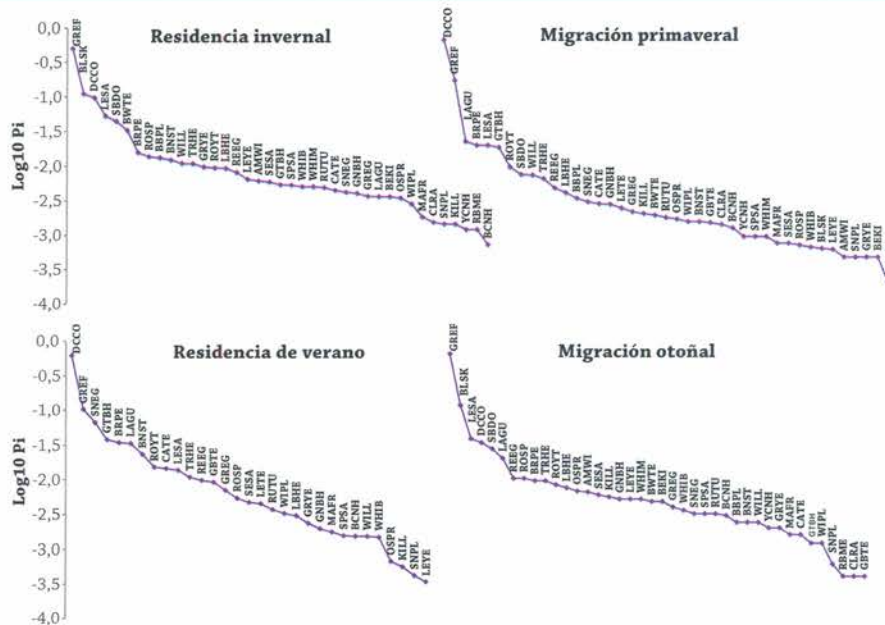 Residencia invernal
Log10 Pi
0,0
-0,5
-1,0
-1,5
-2,0
-2,5
-3,0
-3,5
-4,0
GREF
BLSK
DCCO
LESA
SBDO
BWTE
BRPE
ROSP
BBPL
BNST
WILL
TRHE
GRYE
ROYT
LBHE
REEG
LEYE
AMWI
SESA
GTBH
SPSA
WHIB
WHIM
RUTU
CATE
SNEG
GNBH
GREG
LAGU
BEKI
OSPR
WIPL
MAFR
CLRA
SNPL
KILL
YCNH
RBME
BCNH
Migración primaveral
DCCO
GREF
LAGU
BRPE
LESA
GTBH
ROYT
SBDO
WILL
TRHE
REEG
LBHE
BBPL
SNEG
CATE
GNBH
LETE
GREG
KILL
BWTE
RUTU
OSPR
WIPL
BNST
GBTE
CLRA
BCNH
YCNH
SPSA
WHIM
MAFR
SESA
ROSP
WHIB
BLSK
LEYE
AMWI
SNPL
GRYE
BEKI
Residencia de verano
Log10 Pi
0,0
-0,5
-1,0
-1,5
-2,0
-2,5
-3,0
-3,5
-4,0
DCCO
GREF
SNEG
GTBH
BRPE
LAGU
BNST
ROYT
CATE
LESA
TRHE
REEG
GBTE
GREG
ROSP
SESA
LETE
RUTU
WIPL
LBHE
GRYE
GNBH
MAFR
SPSA
BCNH
WILL
WHIB
OSPR
KILL
SNPL
LEYE
Migración otoñal
GREF
BLSK
LESA
DCCO
SBDO
LAGU
REEG
ROSP
BRPE
TRHE
ROYT
LBHE
OSPR
AMWI
SESA
KILL
GNBH
LEYE
WHIM
BWTE
BEKI
GREG
WHIB
SNEG
SPSA
RUTU
BCNH
BBPL
BNST
WILL
YCNH
GRYE
MAFR
CATE
GTBH
WIPL
SNPL
RBME
CLRA
GBTE